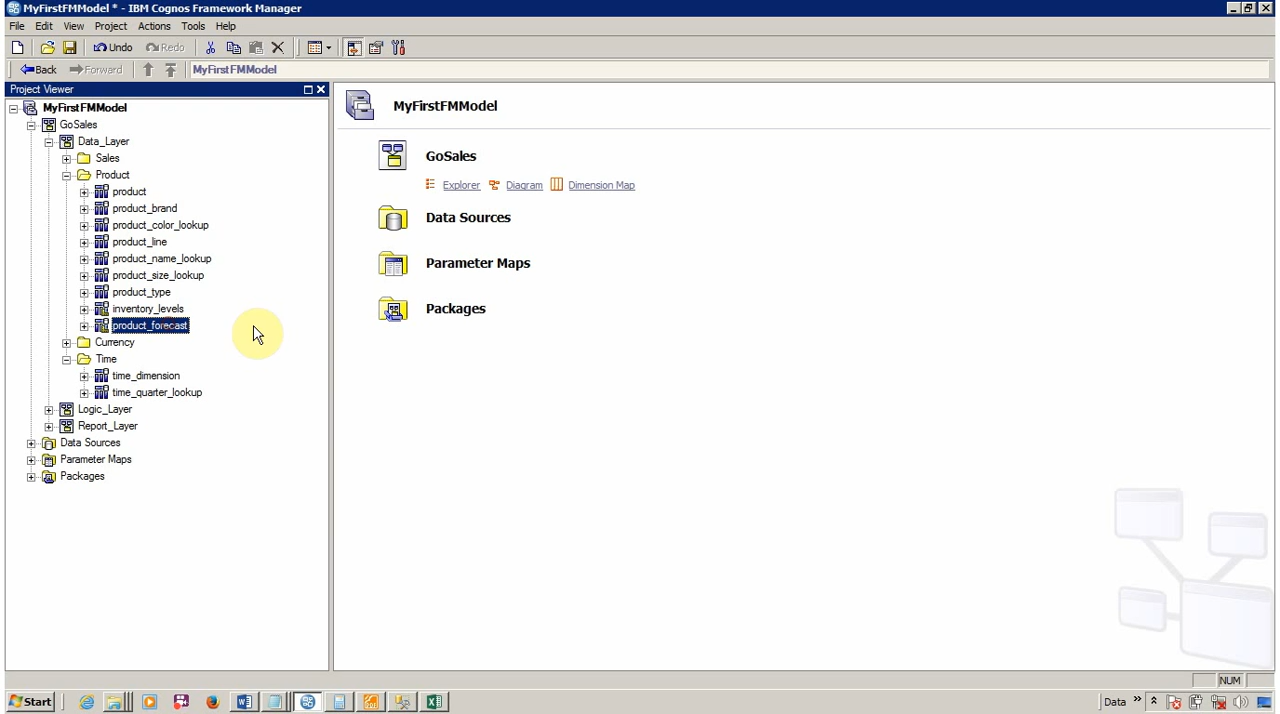 MyFirstFMModel * - IBM Cognos Framework Manager
File Edit View Project Actions Tools Help
Undo Redo
Back Forward MyFirstFMModel
Project Viewer
MyFirstFMModel
GoSales
Data_Layer
Sales
Product
product
product_brand
product_color_lookup
product_line
product_name_lookup
product_size_lookup
product_type
inventory_levels
product_forecast
Currency
Time
time_dimension
time_quarter_lookup
Logic_Layer
Report_Layer
Data Sources
Parameter Maps
Packages
MyFirstFMModel
GoSales
Explorer Diagram Dimension Map
Data Sources
Parameter Maps
Packages
NUM
Start Data »